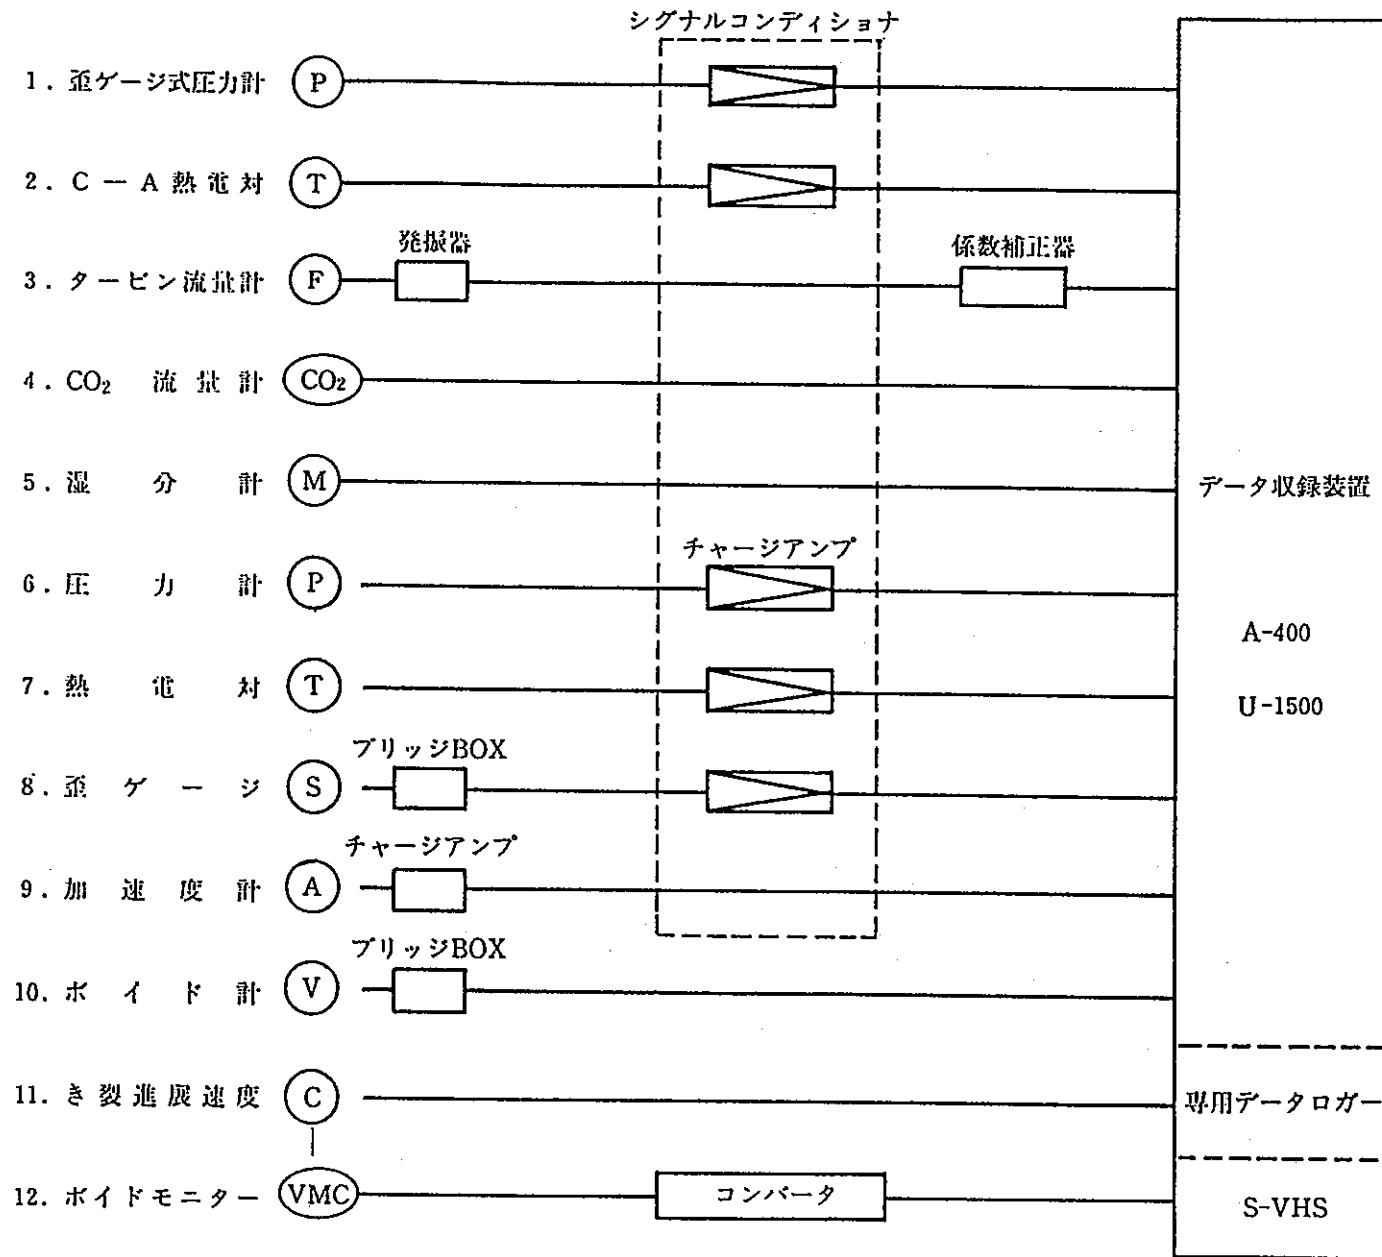 シグナルコンディショナ
1. 歪ゲージ式圧力計 P
2. C－A熱電対 T
発振器 係数補正器
3. タービン流量計 F
4. CO₂ 流量計 CO₂
5. 湿分計 M
データ収録装置
チャージアンプ
6. 圧力計 P
A-400
7. 熱電対 T
U-1500
ブリッジBOX
8. 歪ゲージ S
チャージアンプ
9. 加速度計 A
ブリッジBOX
10. ボイド計 V
11. き裂進展速度 C
専用データロガー
12. ボイドモニター VMC
コンバータ
S-VHS